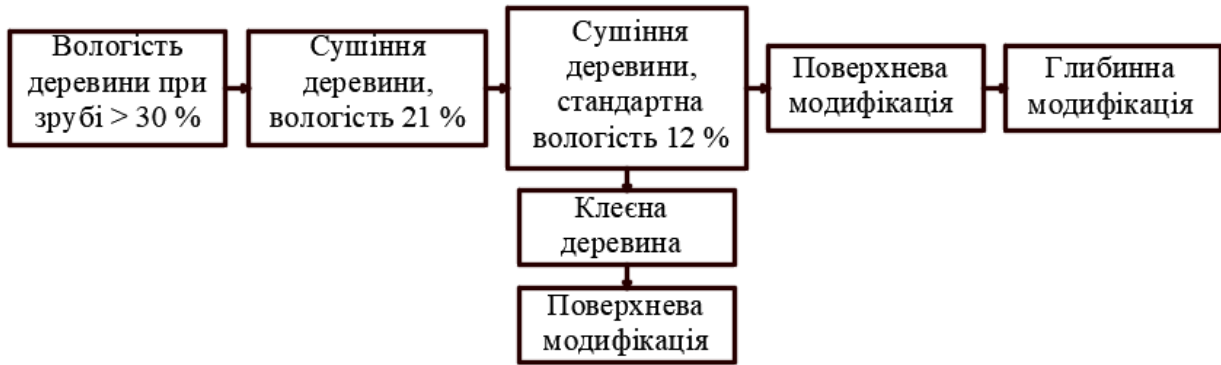 Вологість
деревини при
зрубі > 30 %
Сушіння
деревини,
вологість 21 %
Сушіння
деревини,
стандартна
вологість 12 %
Поверхнева
модифікація
Глибинна
модифікація
Клеєна
деревина
Поверхнева
модифікація